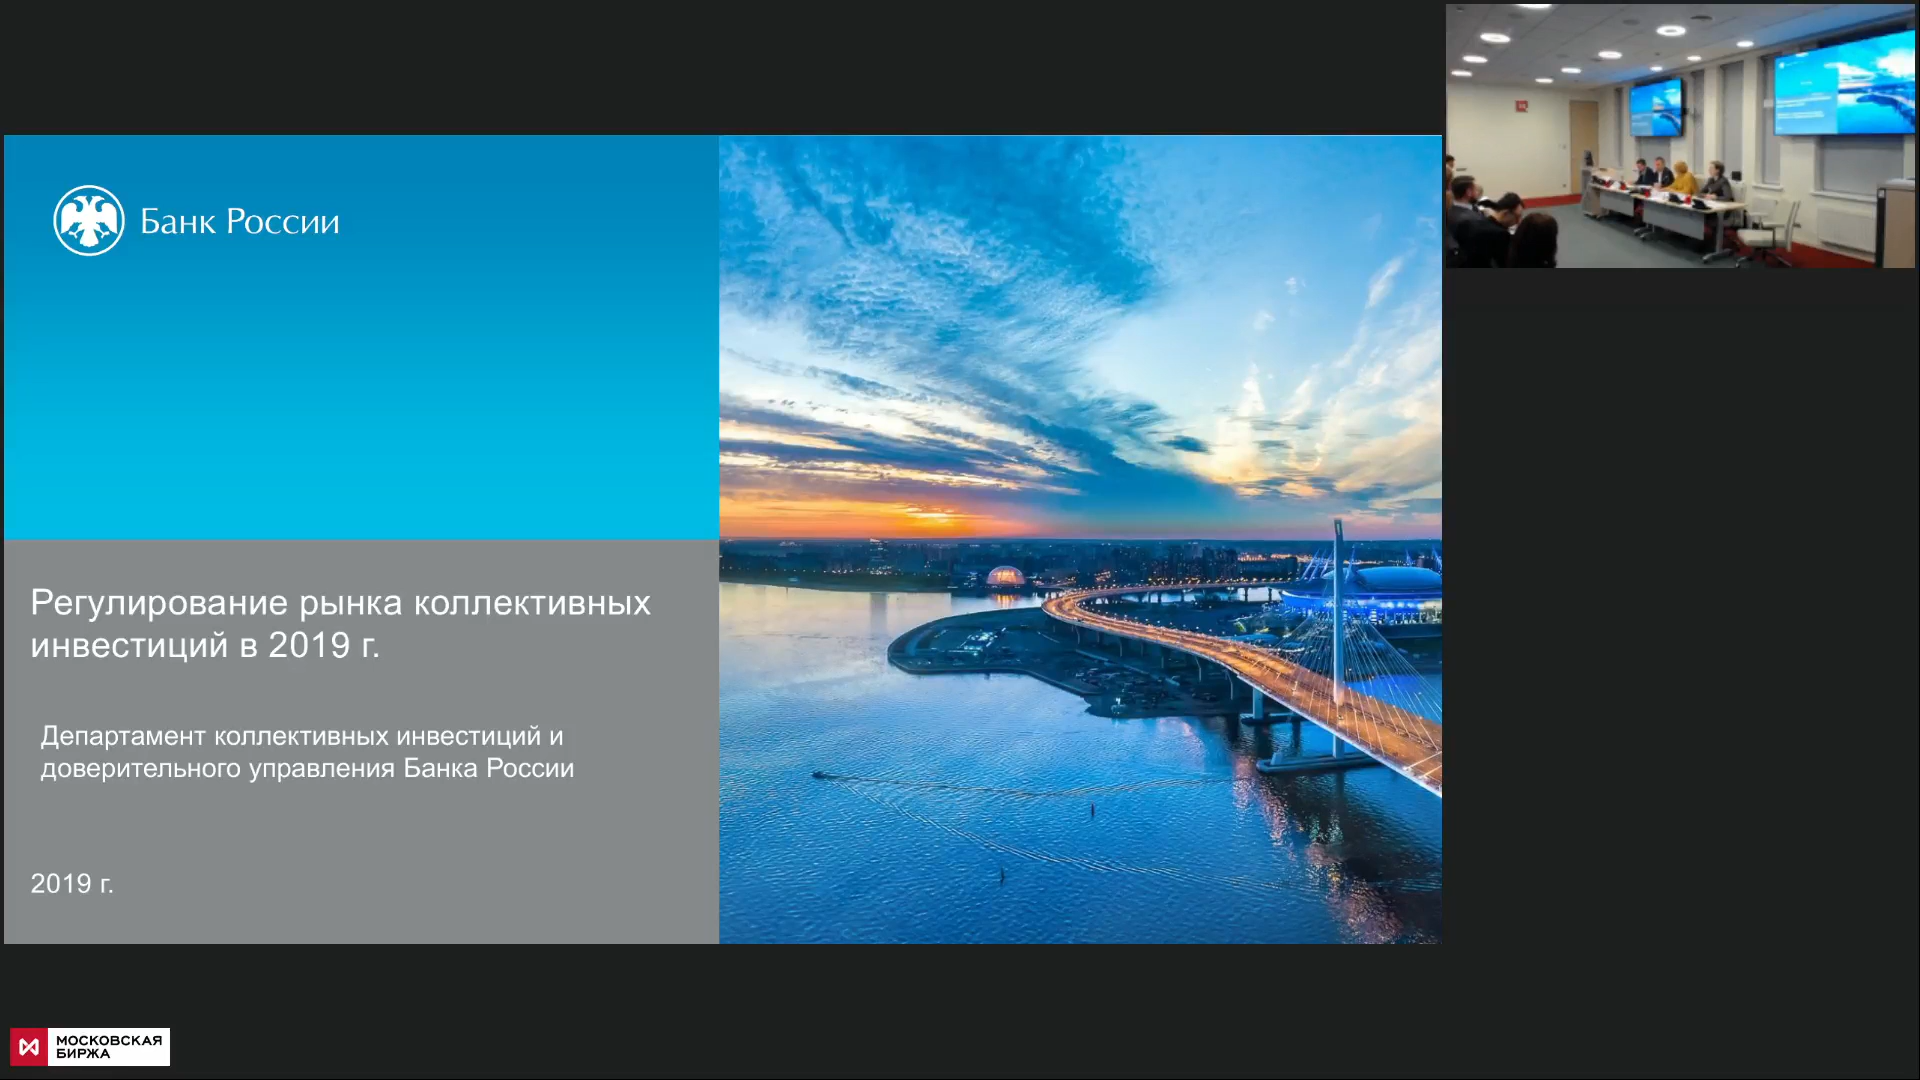 Банк России
Регулирование рынка коллективных
инвестиций в 2019 г.
Департамент коллективных инвестиций и
доверительного управления Банка России
2019 г.
МОСКОВСКАЯ
БИРЖА